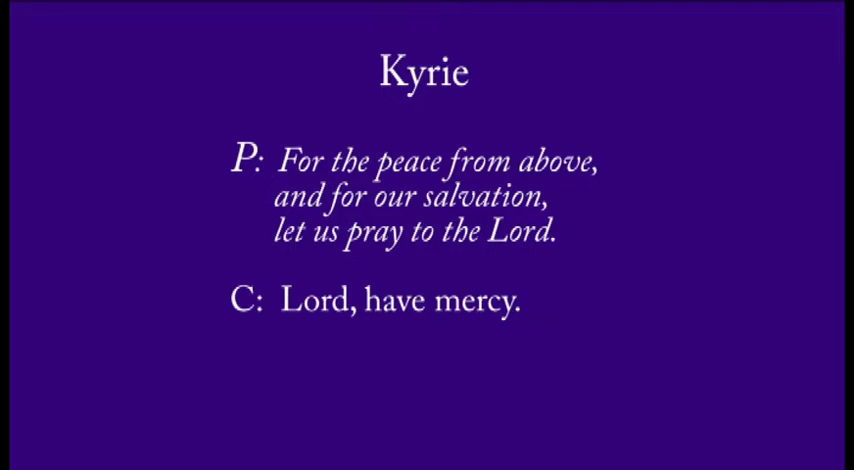 Kyrie
P: For the peace from above,
and for our salvation,
let us pray to the Lord.
C: Lord, have mercy.